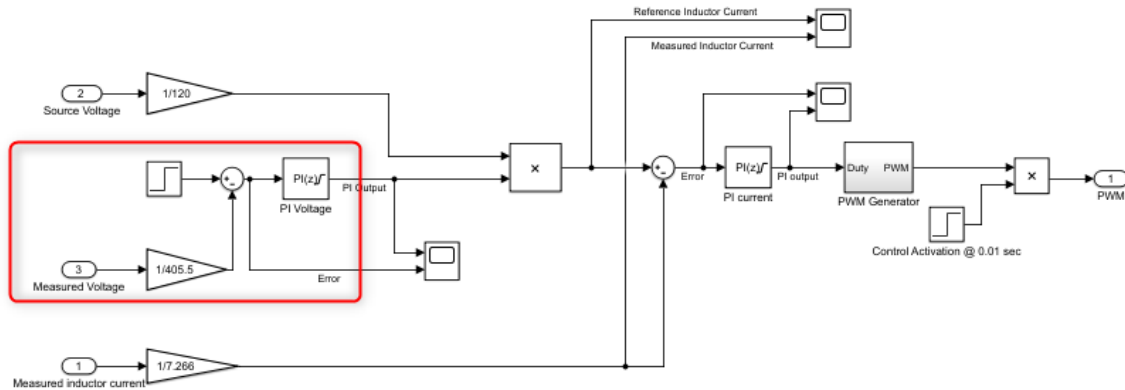 Reference Inductor Current
Measured Inductor Current
2
Source Voltage
1/120
PI(z)
PI Output
PI Voltage
×
Error
PI(z)
PI output
PI current
Duty
PWM
PWM Generator
×
1
PWM
Control Activation @ 0.01 sec
3
Measured Voltage
1/405.5
Error
1
Measured inductor current
1/7.266